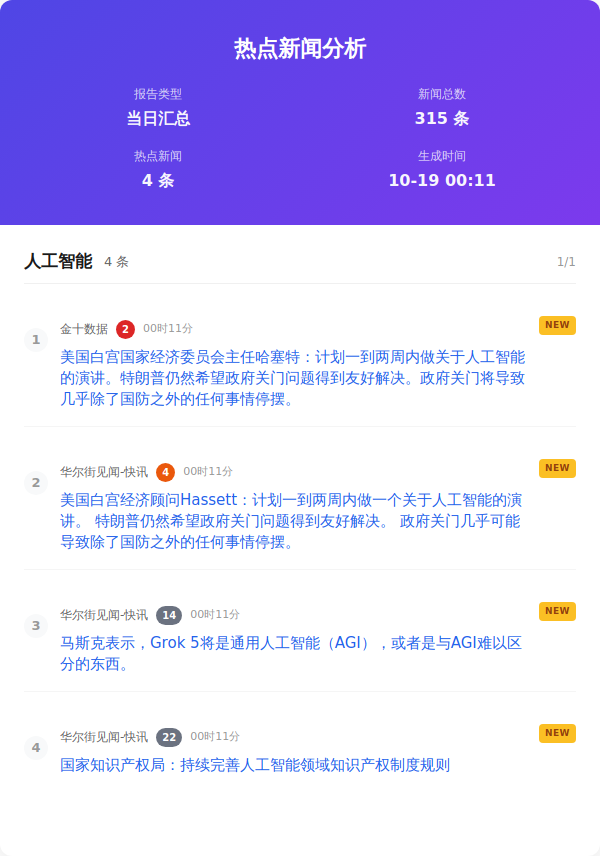 热点新闻分析
报告类型
新闻总数
当日汇总
315 条
热点新闻
生成时间
4 条
10-19 00:11
人工智能 4 条 1/1
1 金十数据 2 00时11分 NEW
美国白宫国家经济委员会主任哈塞特：计划一到两周内做关于人工智能
的演讲。特朗普仍然希望政府关门问题得到友好解决。政府关门将导致
几乎除了国防之外的任何事情停摆。
2 华尔街见闻-快讯 4 00时11分 NEW
美国白宫经济顾问Hassett：计划一到两周内做一个关于人工智能的演
讲。 特朗普仍然希望政府关门问题得到友好解决。 政府关门几乎可能
导致除了国防之外的任何事情停摆。
3 华尔街见闻-快讯 14 00时11分 NEW
马斯克表示，Grok 5将是通用人工智能（AGI），或者是与AGI难以区
分的东西。
4 华尔街见闻-快讯 22 00时11分 NEW
国家知识产权局：持续完善人工智能领域知识产权制度规则